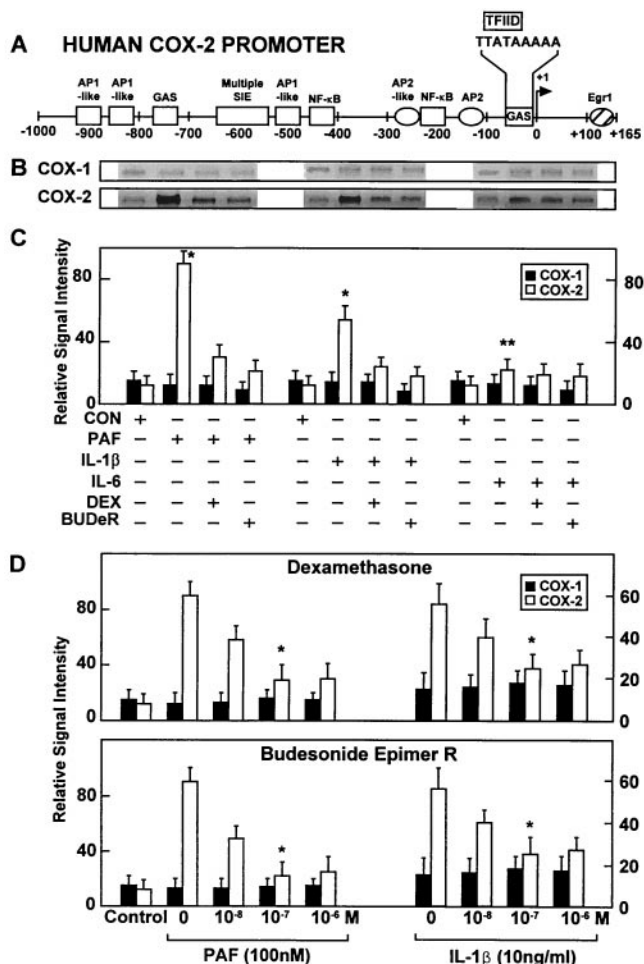 A HUMAN COX-2 PROMOTER
TFIID
TTATAAAAA
+1
AP1 -like
AP1 -like
GAS
Multiple SIE
AP1 -like
NF-κB
AP2 -like
NF-κB
AP2
GAS
Egr1
-1000 -900 -800 -700 -600 -500 -400 -300 -200 -100 0 +100 +165
B COX-1
COX-2
C
Relative Signal Intensity
80 40 0
COX-1
COX-2
80 40 0
* * **
CON + – – – + – – – + – – –
PAF – + + + – – – – – – – –
IL-1β – – – – – + + + – – – –
IL-6 – – – – – – – – – + + +
DEX – – + – – – + – – – + –
BUDeR – – – + – – – + – – – +
D
Dexamethasone
Relative Signal Intensity
80 40 0
COX-1
COX-2
60 40 20 0
* *
Budesonide Epimer R
Relative Signal Intensity
80 40 0
60 40 20 0
* *
Control 0 10-8 10-7 10-6 M 0 10-8 10-7 10-6 M
PAF (100nM) IL-1β (10ng/ml)